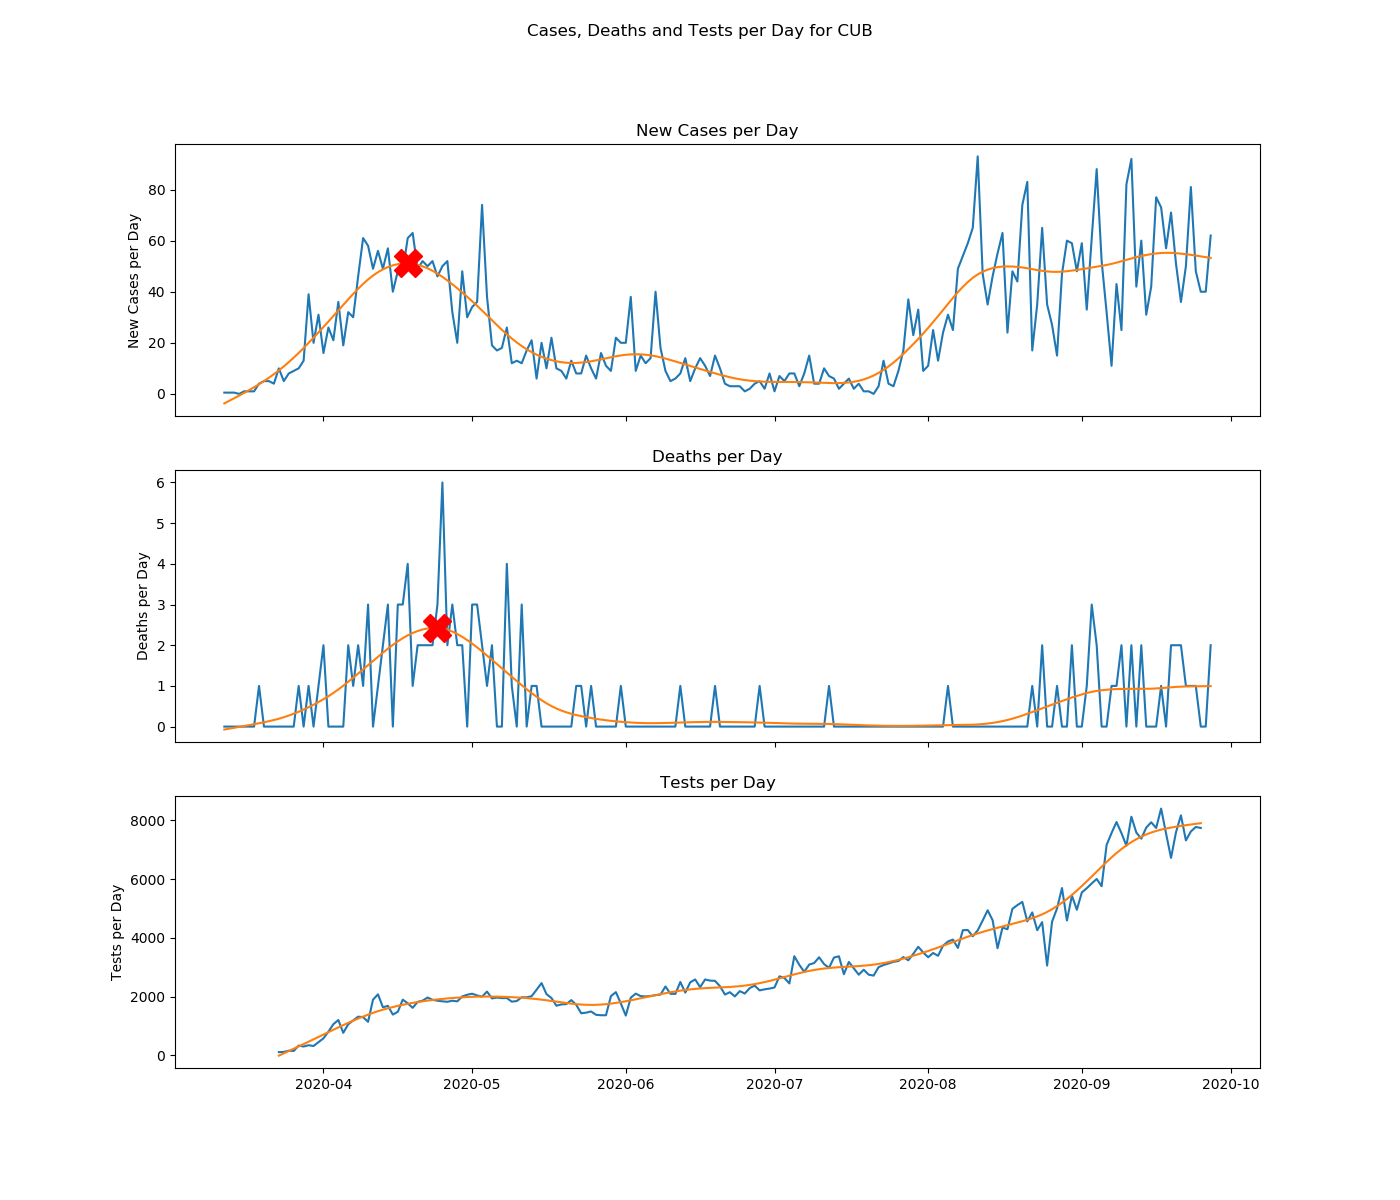 Cases, Deaths and Tests per Day for CUB
New Cases per Day
New Cases per Day
80
60
40
20
0
Deaths per Day
Deaths per Day
6
5
4
3
2
1
0
Tests per Day
Tests per Day
8000
6000
4000
2000
0
2020-04 2020-05 2020-06 2020-07 2020-08 2020-09 2020-10